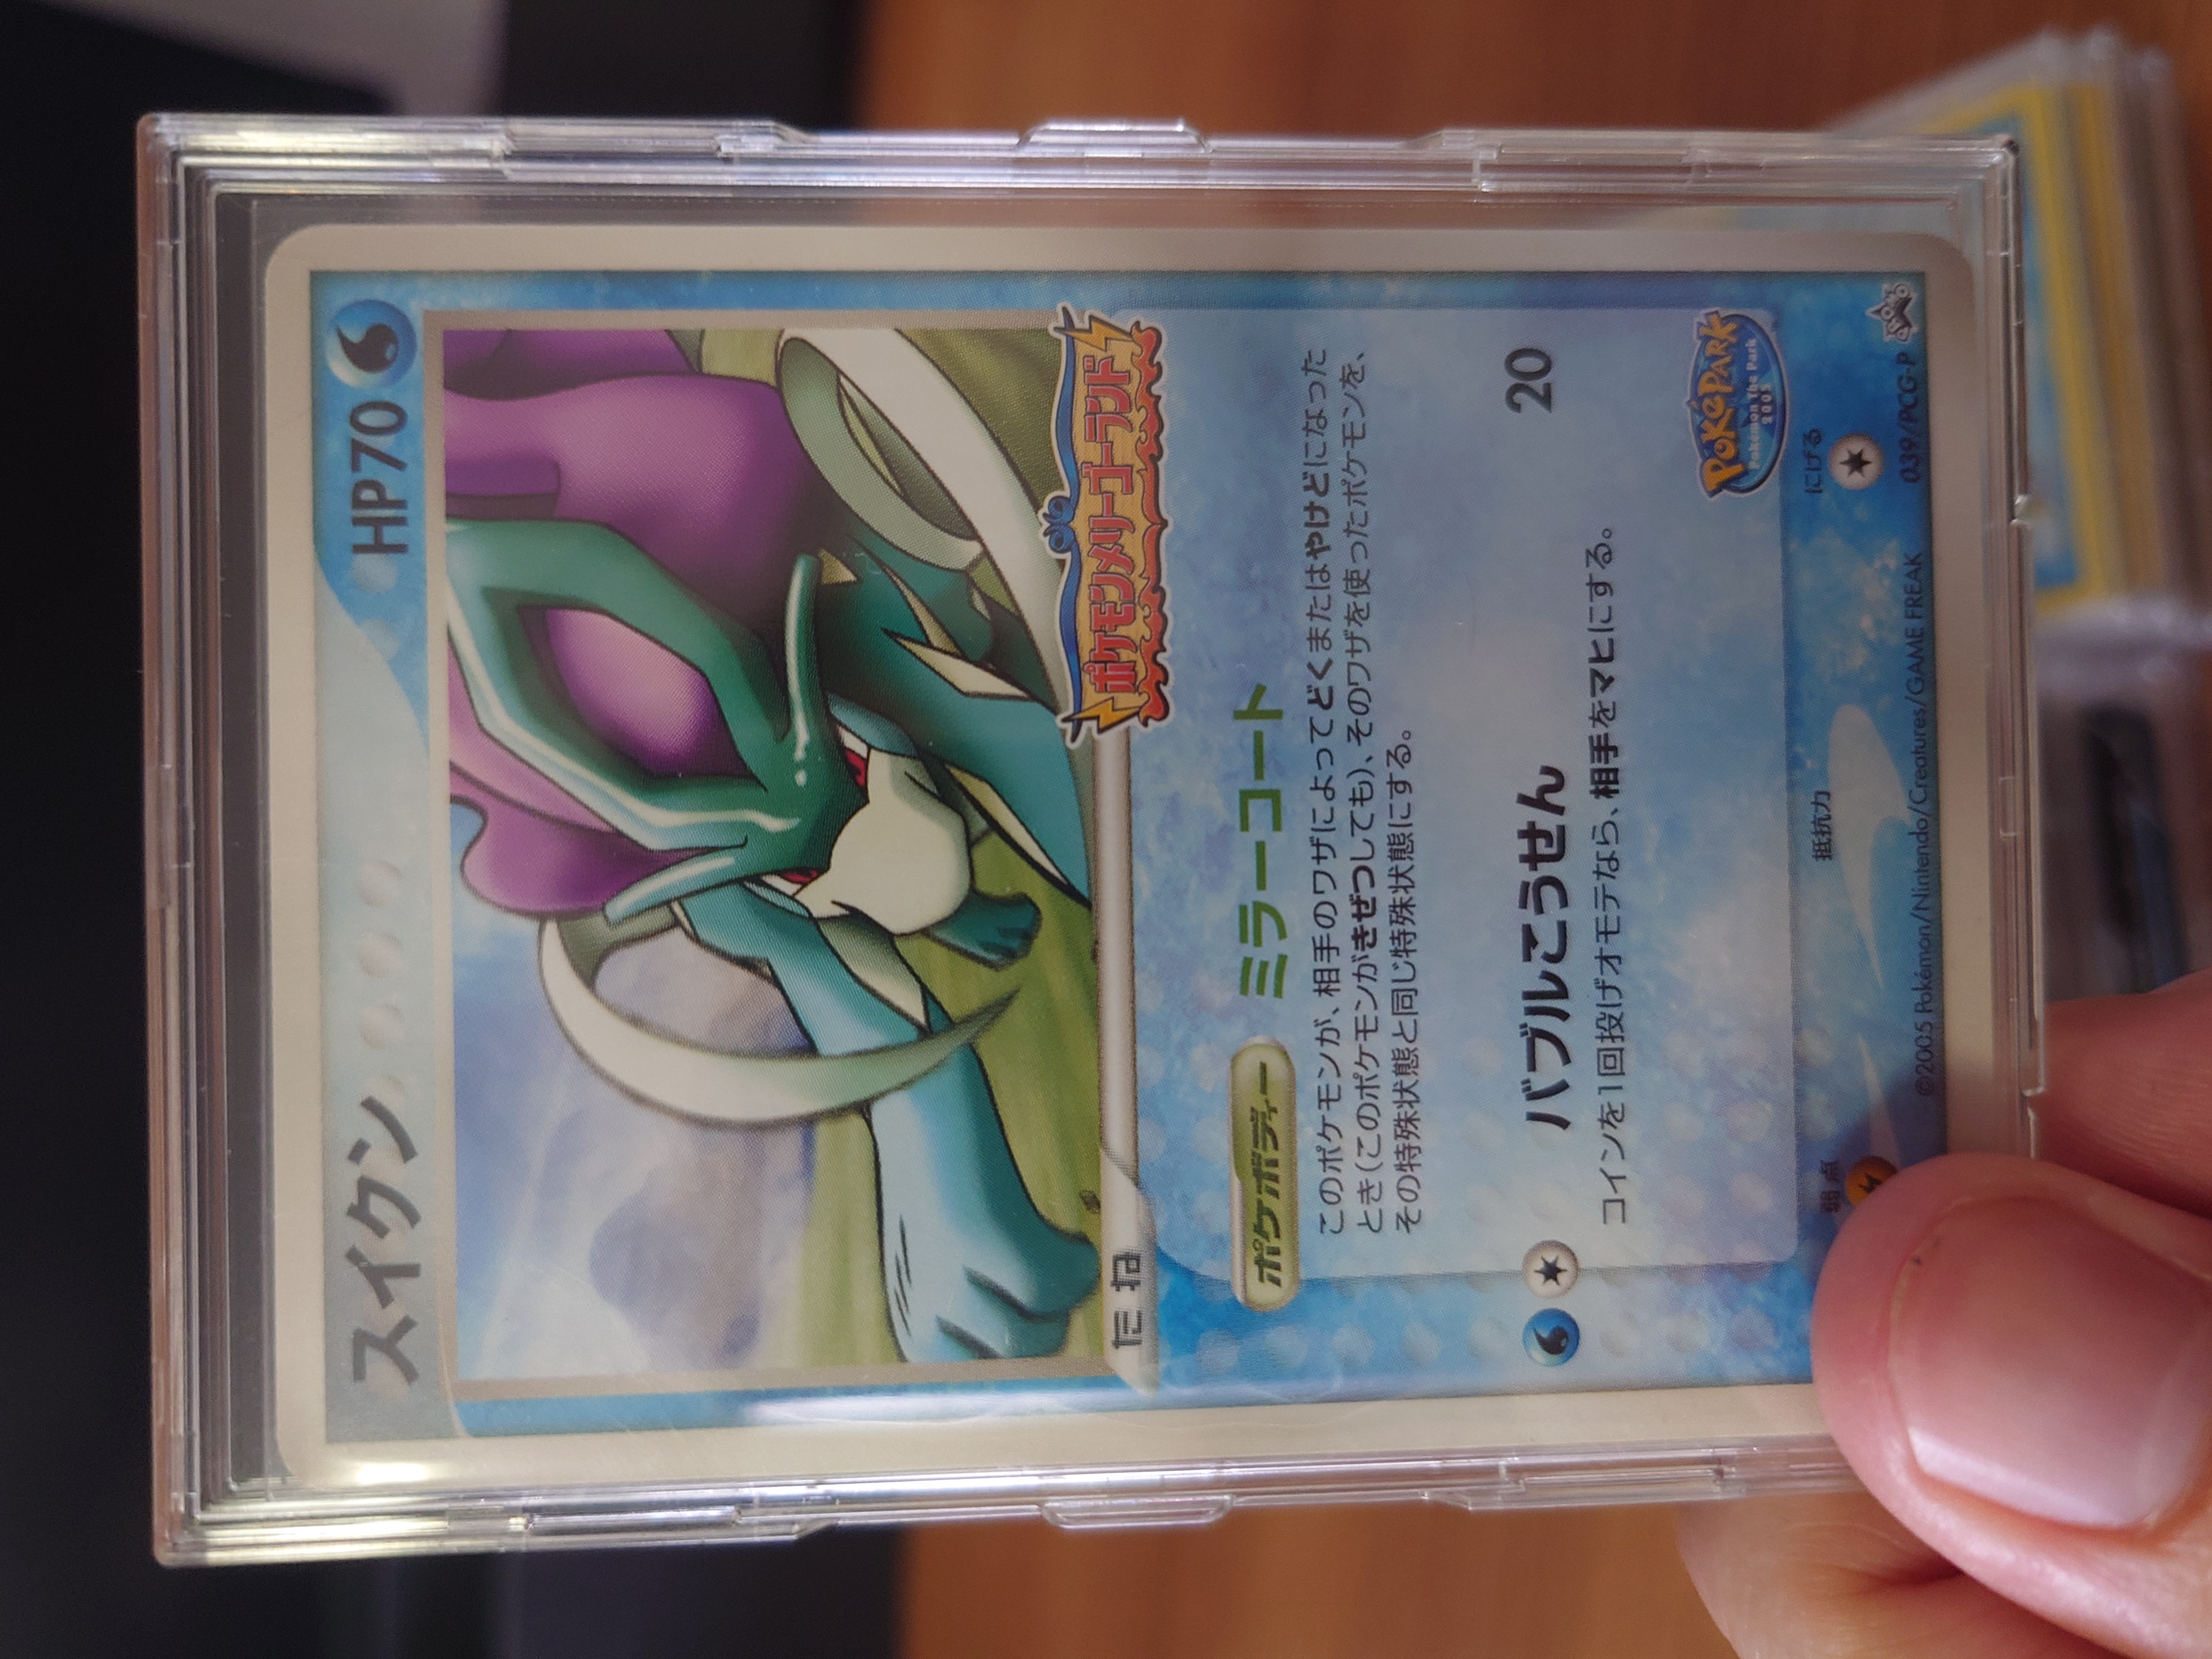 スイクン
HP70
たね
ポケモンメリーゴーランド
ポケボディー ミラーコート
このポケモンが、相手のワザによってどくまたはやけどになった
とき(このポケモンがきぜつしても)、そのワザを使ったポケモンを、
その特殊状態と同じ特殊状態にする。
バブルこうせん 20
コインを1回投げオモテなら、相手をマヒにする。
POKéPARK
Pokémon The Park
2005
弱点 抵抗力 にげる
©2005 Pokémon/Nintendo/Creatures/GAME FREAK 039/PCG-P
PROMO